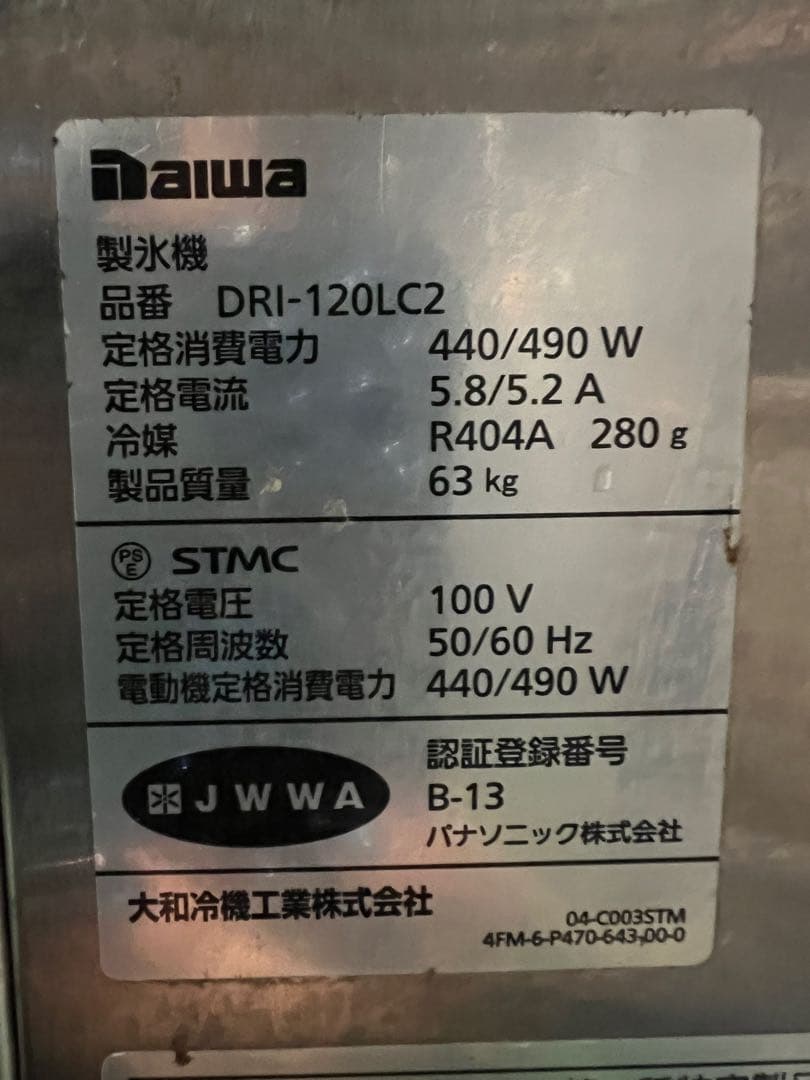 Daiwa
製氷機
品番 DRI-120LC2
定格消費電力 440/490 W
定格電流 5.8/5.2 A
冷媒 R404A 280 g
製品質量 63 kg
PSE STMC
定格電圧 100 V
定格周波数 50/60 Hz
電動機定格消費電力 440/490 W
JWWA
認証登録番号
B-13
パナソニック株式会社
大和冷機工業株式会社
04-C003STM
4FM-6-P470-643-00-0